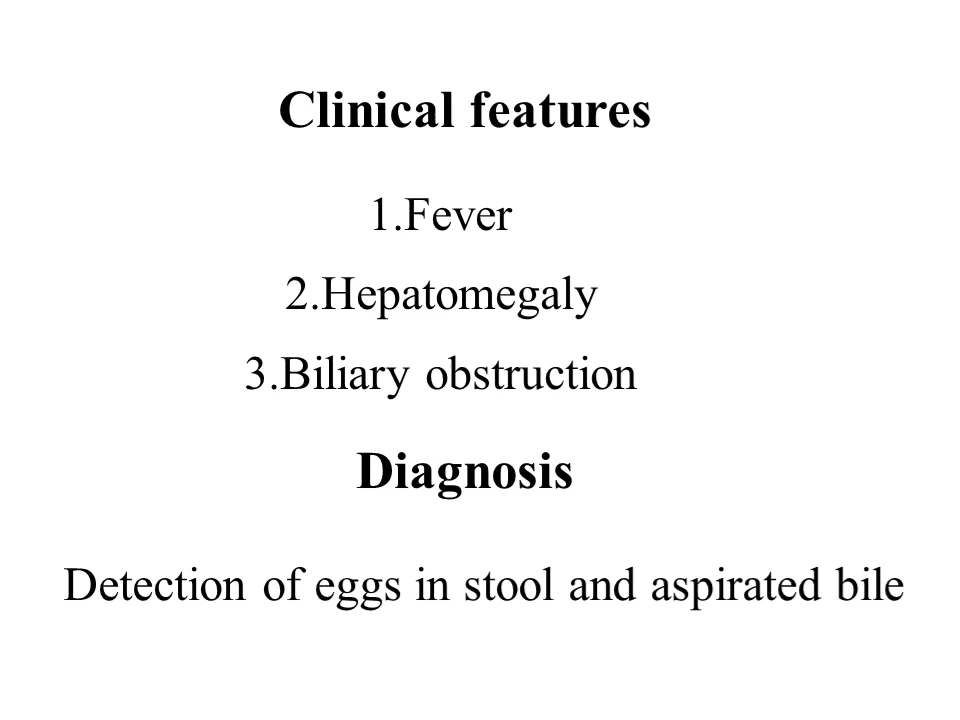 Clinical features
1.Fever
2.Hepatomegaly
3.Biliary obstruction
Diagnosis
Detection of eggs in stool and aspirated bile